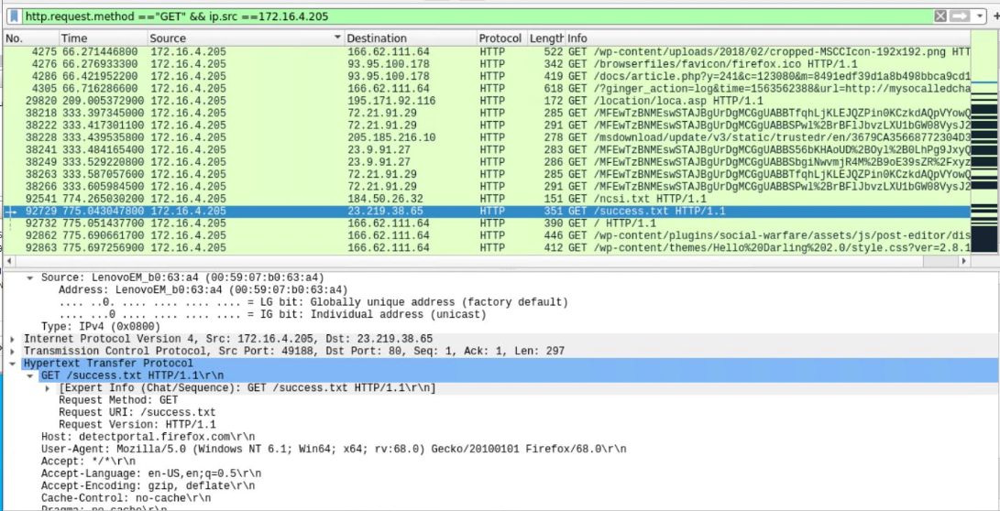 http.request.method =="GET" && ip.src ==172.16.4.205
No. Time Source Destination Protocol Length Info
4275 66.271446800 172.16.4.205 166.62.111.64 HTTP 522 GET /wp-content/uploads/2018/02/cropped-MSCCIcon-192x192.png HTT
4276 66.276933300 172.16.4.205 93.95.100.178 HTTP 342 GET /browserfiles/favicon/firefox.ico HTTP/1.1
4286 66.421952200 172.16.4.205 93.95.100.178 HTTP 419 GET /docs/article.php?y=241&c=123080&m=8491edf39d1a8b498bbca9cd1
4305 66.716286600 172.16.4.205 166.62.111.64 HTTP 618 GET /?ginger_action=log&time=1563562388&url=http://mysocalledcha
29820 209.005372900 172.16.4.205 195.171.92.116 HTTP 172 GET /location/loca.asp HTTP/1.1
38218 333.397345000 172.16.4.205 72.21.91.29 HTTP 285 GET /MFEwTzBNMEswSTAJBgUrDgMCGgUABBTfqhLjKLEJQZPin0KCzkdAQpVYowQ
38222 333.417301100 172.16.4.205 72.21.91.29 HTTP 291 GET /MFEwTzBNMEswSTAJBgUrDgMCGgUABBSPwl%2BrBFlJbvzLXU1bGW08VysJ2
38228 333.439535800 172.16.4.205 205.185.216.10 HTTP 278 GET /msdownload/update/v3/static/trustedr/en/3679CA35668772304D3
38241 333.484165400 172.16.4.205 23.9.91.27 HTTP 283 GET /MFEwTzBNMEswSTAJBgUrDgMCGgUABBS56bKHAoUD%2BOyl%2B0LhPg9JxyQ
38249 333.529220800 172.16.4.205 23.9.91.27 HTTP 286 GET /MFEwTzBNMEswSTAJBgUrDgMCGgUABBSbgiNwvmjR4M%2B9oE39sZR%2Fxyz
38263 333.587057600 172.16.4.205 72.21.91.29 HTTP 285 GET /MFEwTzBNMEswSTAJBgUrDgMCGgUABBTfqhLjKLEJQZPin0KCzkdAQpVYowQ
38266 333.605984500 172.16.4.205 72.21.91.29 HTTP 291 GET /MFEwTzBNMEswSTAJBgUrDgMCGgUABBSPwl%2BrBFlJbvzLXU1bGW08VysJ2
92541 774.265030200 172.16.4.205 184.50.26.32 HTTP 151 GET /ncsi.txt HTTP/1.1
92729 775.043047800 172.16.4.205 23.219.38.65 HTTP 351 GET /success.txt HTTP/1.1
92732 775.051437700 172.16.4.205 166.62.111.64 HTTP 390 GET / HTTP/1.1
92862 775.690661700 172.16.4.205 166.62.111.64 HTTP 446 GET /wp-content/plugins/social-warfare/assets/js/post-editor/dis
92863 775.697256900 172.16.4.205 166.62.111.64 HTTP 412 GET /wp-content/themes/Hello%20Darling%202.0/style.css?ver=2.8.1
Source: LenovoEM_b0:63:a4 (00:59:07:b0:63:a4)
Address: LenovoEM_b0:63:a4 (00:59:07:b0:63:a4)
.... ..0. .... .... .... .... = LG bit: Globally unique address (factory default)
.... ...0 .... .... .... .... = IG bit: Individual address (unicast)
Type: IPv4 (0x0800)
Internet Protocol Version 4, Src: 172.16.4.205, Dst: 23.219.38.65
Transmission Control Protocol, Src Port: 49188, Dst Port: 80, Seq: 1, Ack: 1, Len: 297
Hypertext Transfer Protocol
GET /success.txt HTTP/1.1\r\n
[Expert Info (Chat/Sequence): GET /success.txt HTTP/1.1\r\n]
Request Method: GET
Request URI: /success.txt
Request Version: HTTP/1.1
Host: detectportal.firefox.com\r\n
User-Agent: Mozilla/5.0 (Windows NT 6.1; Win64; x64; rv:68.0) Gecko/20100101 Firefox/68.0\r\n
Accept: */*\r\n
Accept-Language: en-US,en;q=0.5\r\n
Accept-Encoding: gzip, deflate\r\n
Cache-Control: no-cache\r\n
Pragma: no-cache\r\n